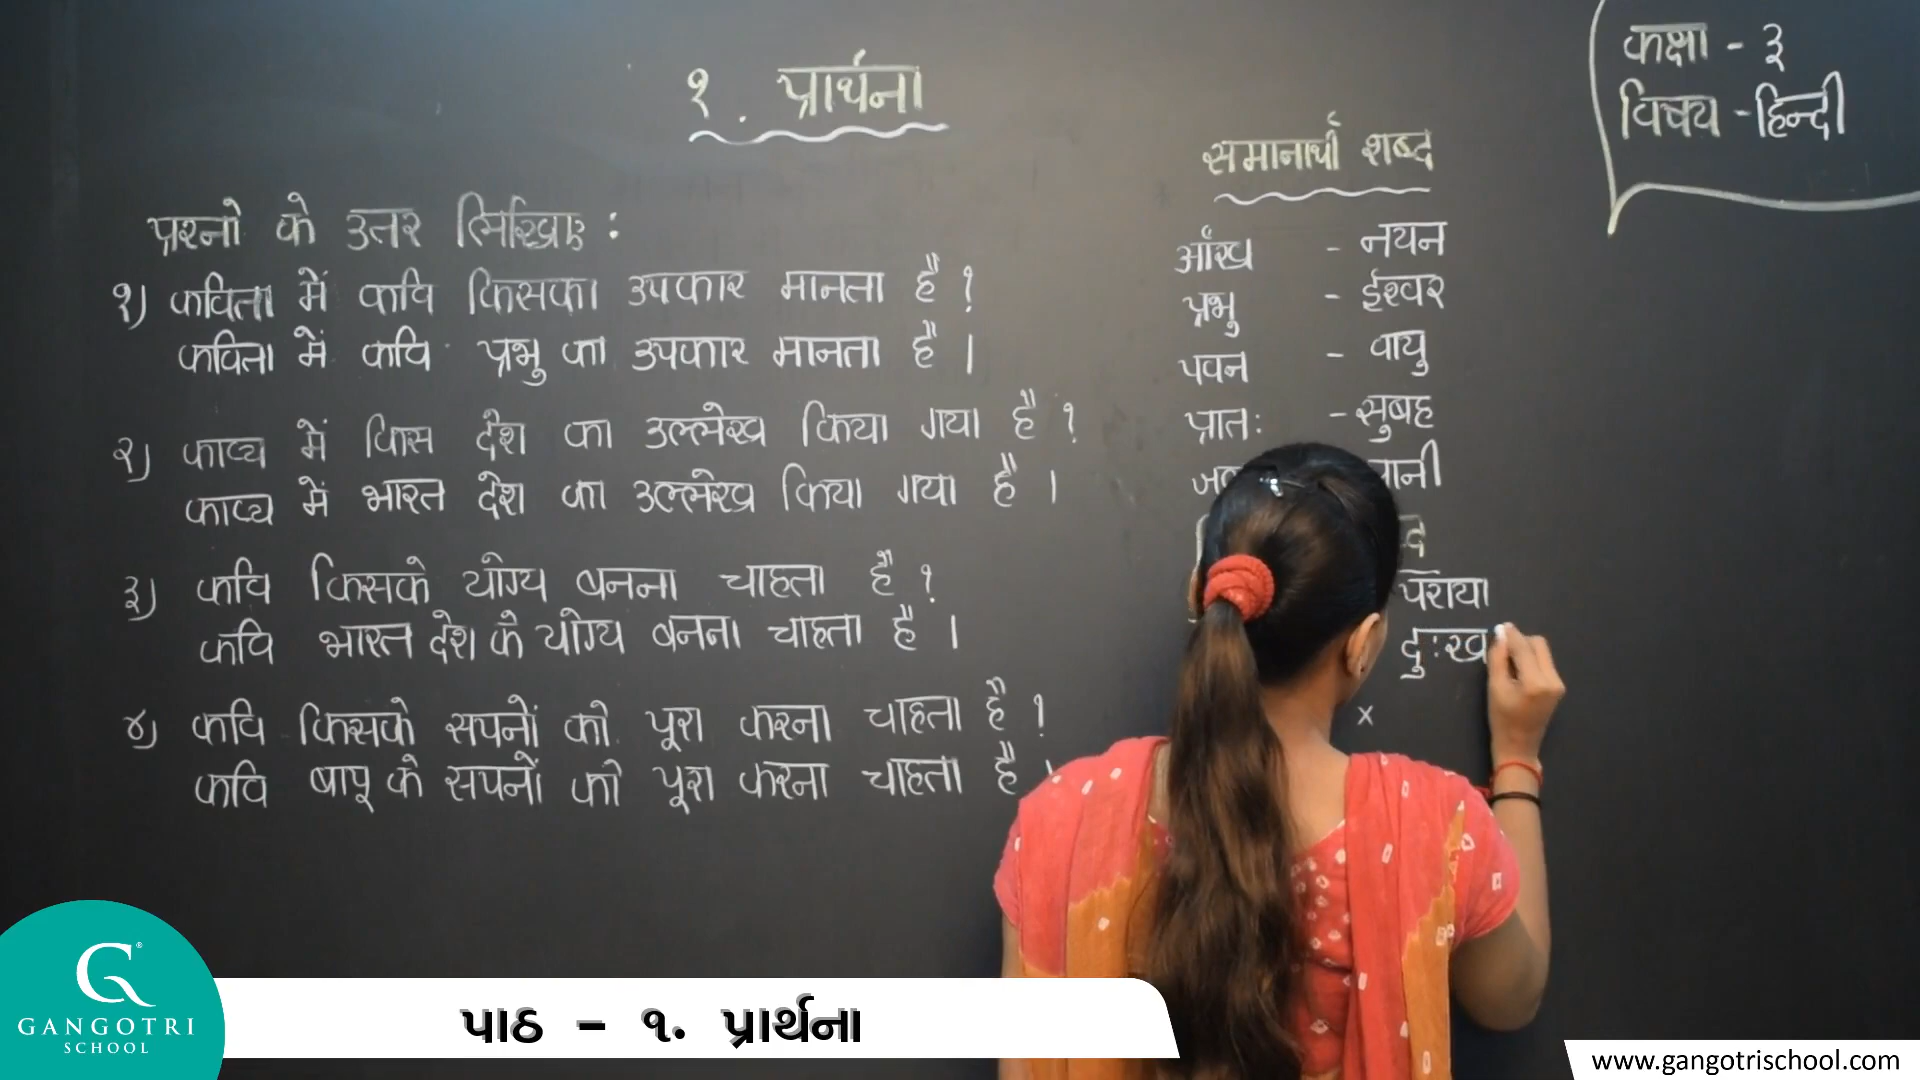 १. प्रार्थना
कक्षा - ३
विषय - हिन्दी
प्रश्नो के उत्तर लिखिए :
१) कविता में कवि किसका उपकार मानता है ?
कविता में कवि प्रभु का उपकार मानता है ।
२) काव्य में किस देश का उल्लेख किया गया है ?
काव्य में भारत देश का उल्लेख किया गया है ।
३) कवि किसके योग्य बनना चाहता है ?
कवि भारत देश के योग्य बनना चाहता है ।
४) कवि किसके सपनों को पूरा करना चाहता है ?
कवि बापू के सपनों को पूरा करना चाहता है ।
समानार्थी शब्द
आँख - नयन
प्रभु - ईश्वर
पवन - वायु
प्रातः - सुबह
पराया
दुःख
x
પાઠ – ૧. પ્રાર્થના
G
GANGOTRI
SCHOOL
www.gangotrischool.com